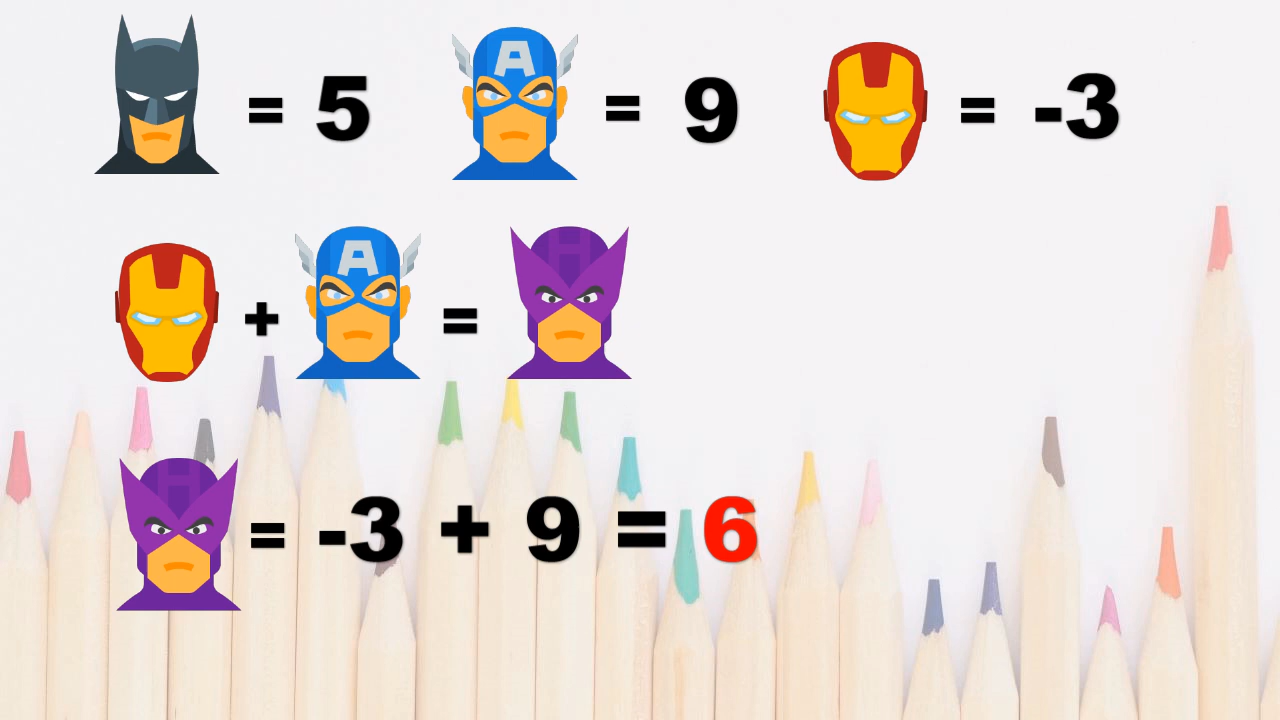 = 5 A = 9 = -3
+ A = H
H = -3 + 9 = 6